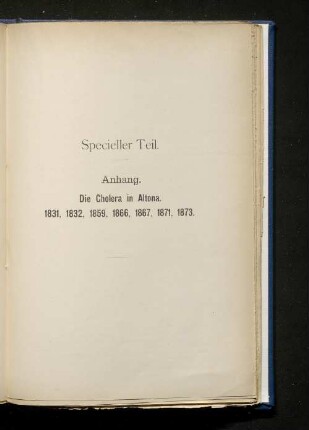 Specieller Teil.
Anhang.
Die Cholera in Altona.
1831, 1832, 1859, 1866, 1867, 1871, 1873.